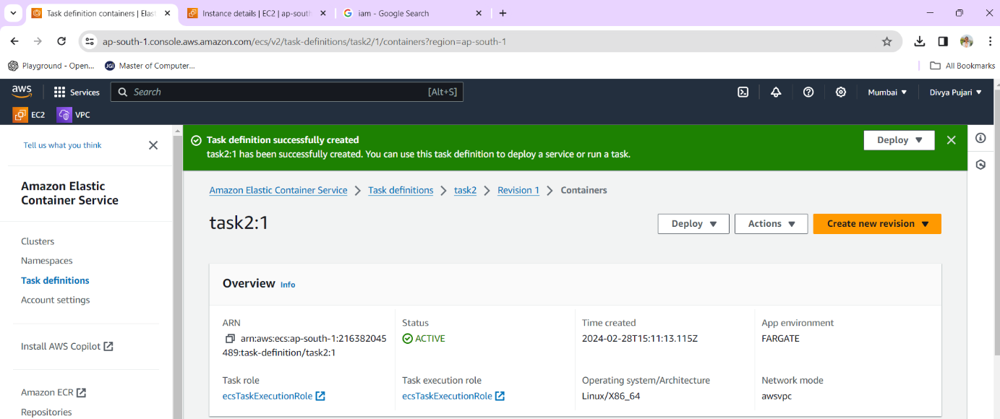 Task definition containers | Elas
Instance details | EC2 | ap-south
iam - Google Search
ap-south-1.console.aws.amazon.com/ecs/v2/task-definitions/task2/1/containers?region=ap-south-1
Playground - Open...
JGI Master of Computer...
All Bookmarks
aws
Services
Search
[Alt+S]
Mumbai
Divya Pujari
EC2
VPC
Tell us what you think
Amazon Elastic
Container Service
Clusters
Namespaces
Task definitions
Account settings
Install AWS Copilot
Amazon ECR
Repositories
Task definition successfully created
task2:1 has been successfully created. You can use this task definition to deploy a service or run a task.
Deploy
Amazon Elastic Container Service
Task definitions
task2
Revision 1
Containers
task2:1
Deploy
Actions
Create new revision
Overview Info
ARN
arn:aws:ecs:ap-south-1:216382045
489:task-definition/task2:1
Status
ACTIVE
Time created
2024-02-28T15:11:13.115Z
App environment
FARGATE
Task role
ecsTaskExecutionRole
Task execution role
ecsTaskExecutionRole
Operating system/Architecture
Linux/X86_64
Network mode
awsvpc